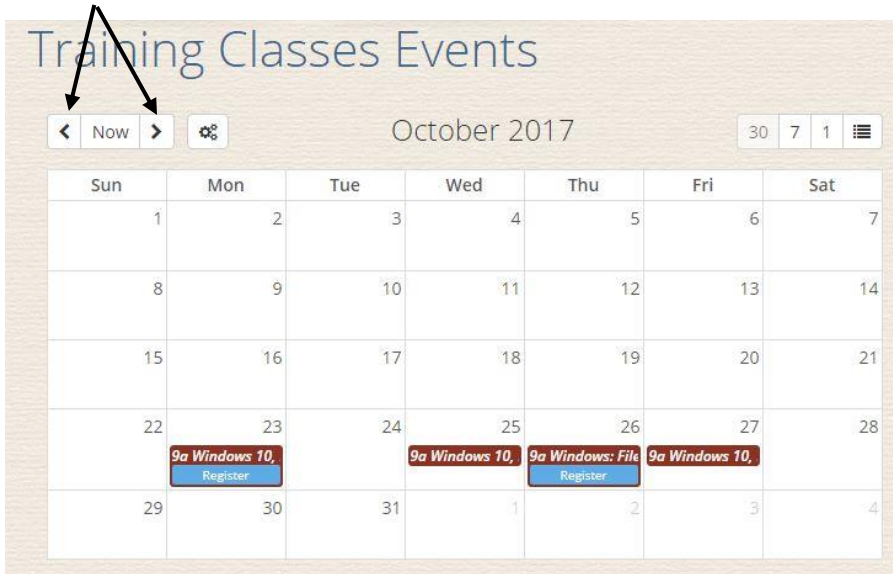 Training Classes Events
Now October 2017 30 7 1
Sun Mon Tue Wed Thu Fri Sat
1 2 3 4 5 6 7
8 9 10 11 12 13 14
15 16 17 18 19 20 21
22 23 24 25 26 27 28
9a Windows 10, 9a Windows 10, 9a Windows: File 9a Windows 10,
Register Register
29 30 31 1 2 3 4